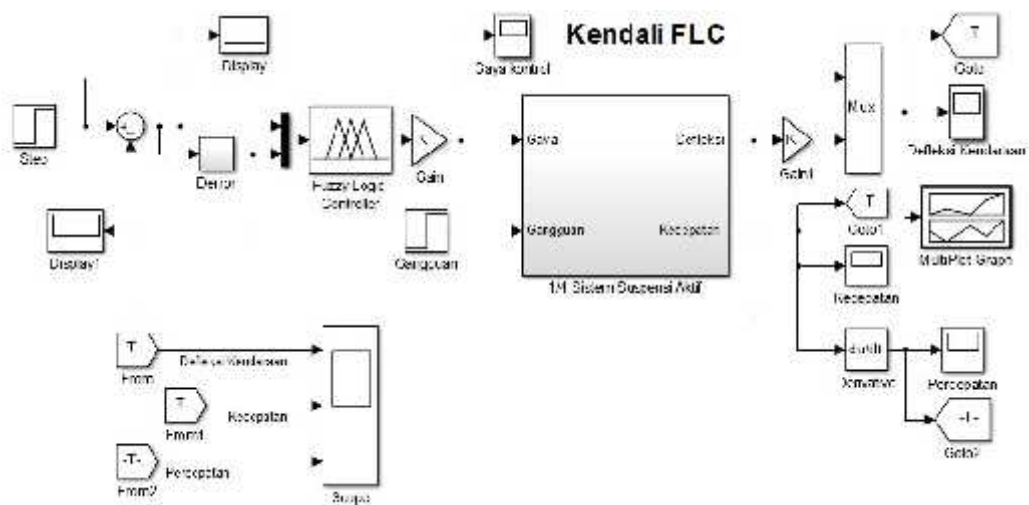 Kendali FLC
Display
Gaya kontrol
T
Goto
Step
Derror
Fuzzy Logic
Controller
K
Gain
Gaya
Defleksi
Gangguan
Kecepatan
1/4 Sistem Suspensi Aktif
K
Gain1
Mux
Defleksi Kendaraan
Display1
Gangguan
T
Goto1
MultiPlot Graph
Kecepatan
du/dt
Derivative
Percepatan
-T-
Goto2
T
From
Defleksi Kendaraan
T
From1
Kecepatan
-T-
From2
Percepatan
Scope